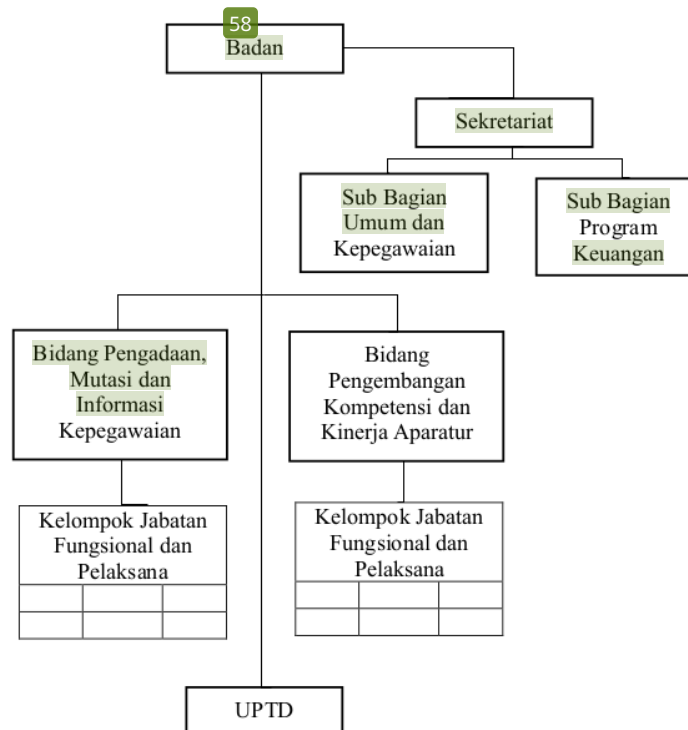 58
Badan
Sekretariat
Sub Bagian
Umum dan
Kepegawaian
Sub Bagian
Program
Keuangan
Bidang Pengadaan,
Mutasi dan
Informasi
Kepegawaian
Bidang
Pengembangan
Kompetensi dan
Kinerja Aparatur
Kelompok Jabatan
Fungsional dan
Pelaksana
Kelompok Jabatan
Fungsional dan
Pelaksana
UPTD